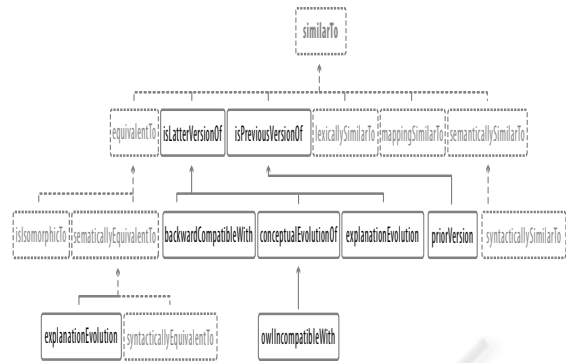 similarTo
equivalentTo isLatterVersionOf isPreviousVersionOf lexicallySimilarTo mappingSimilarTo semanticallySimilarTo
isIsomorphicTo sematicallyEquivalentTo backwardCompatibleWith conceptualEvolutionOf explanationEvolution priorVersion syntacticallySimilarTo
explanationEvolution syntacticallyEquivalentTo owlIncompatibleWith